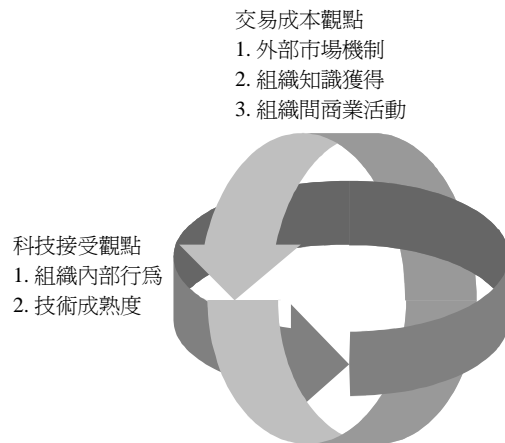 交易成本觀點
1. 外部市場機制
2. 組織知識獲得
3. 組織間商業活動
科技接受觀點
1. 組織內部行爲
2. 技術成熟度